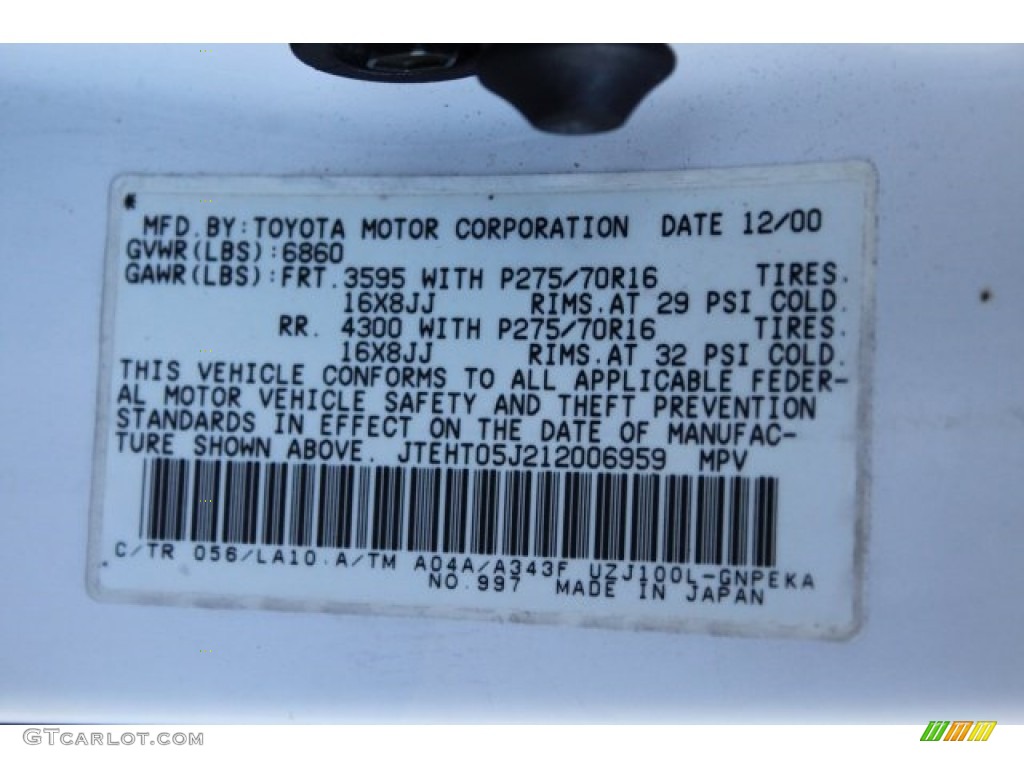 *
MFD. BY: TOYOTA MOTOR CORPORATION DATE 12/00
GVWR(LBS):6860
GAWR(LBS):FRT. 3595 WITH P275/70R16 TIRES.
16X8JJ RIMS.AT 29 PSI COLD.
RR. 4300 WITH P275/70R16 TIRES.
16X8JJ RIMS.AT 32 PSI COLD.
THIS VEHICLE CONFORMS TO ALL APPLICABLE FEDER-
AL MOTOR VEHICLE SAFETY AND THEFT PREVENTION
STANDARDS IN EFFECT ON THE DATE OF MANUFAC-
TURE SHOWN ABOVE. JTEHT05J212006959 MPV
C/TR 056/LA10.A/TM A04A/A343F UZJ100L-GNPEKA
NO.997 MADE IN JAPAN
GTCARLOT.COM